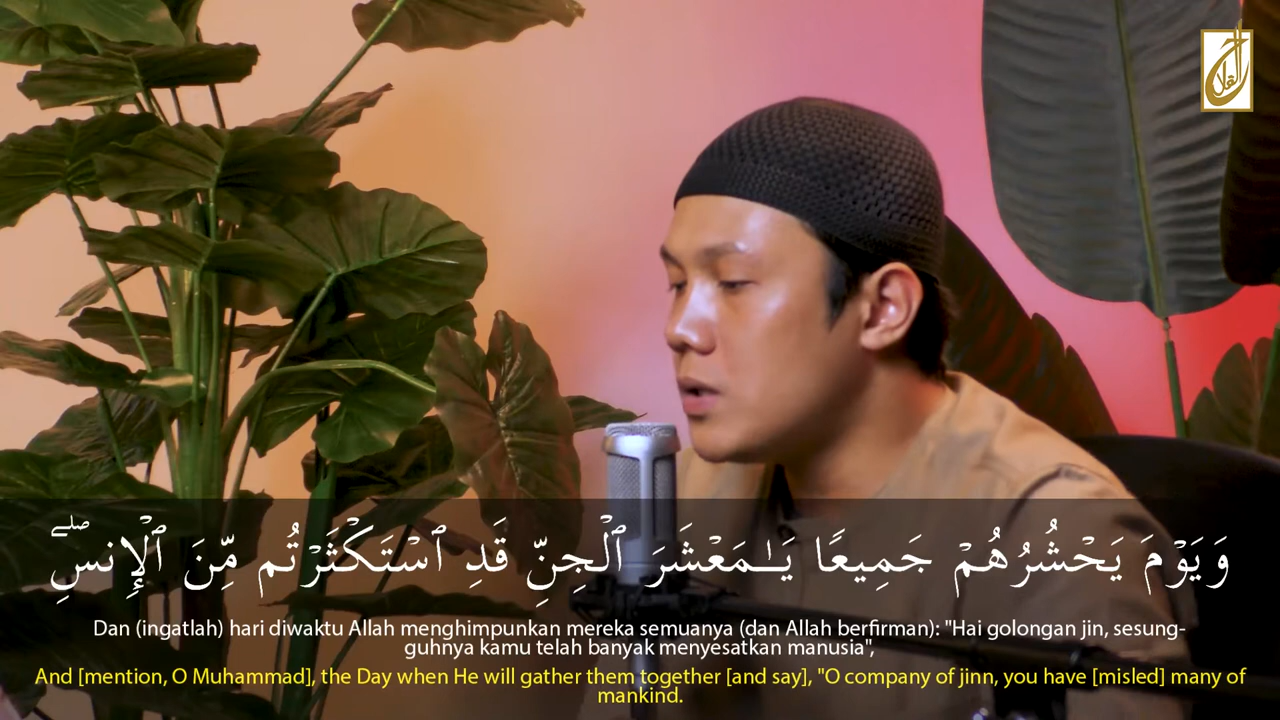 العلا
وَيَوْمَ يَحْشُرُهُمْ جَمِيعًا يَـٰمَعْشَرَ ٱلْجِنِّ قَدِ ٱسْتَكْثَرْتُم مِّنَ ٱلْإِنسِ ۖ
Dan (ingatlah) hari diwaktu Allah menghimpunkan mereka semuanya (dan Allah berfirman): "Hai golongan jin, sesung-
guhnya kamu telah banyak menyesatkan manusia",
And [mention, O Muhammad], the Day when He will gather them together [and say], "O company of jinn, you have [misled] many of
mankind.